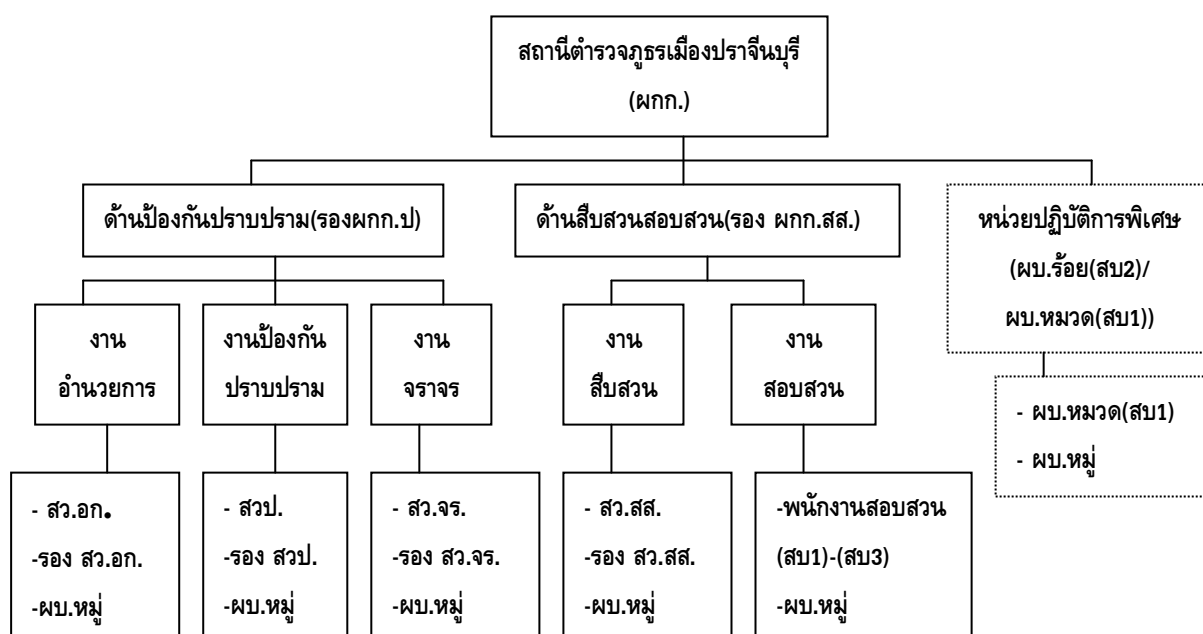 สถานีตำรวจภูธรเมืองปราจีนบุรี
(ผกก.)
ด้านป้องกันปราบปราม(รองผกก.ป)
ด้านสืบสวนสอบสวน(รอง ผกก.สส.)
หน่วยปฏิบัติการพิเศษ
(ผบ.ร้อย(สบ2)/
ผบ.หมวด(สบ1))
งาน
อำนวยการ
งานป้องกัน
ปราบปราม
งาน
จราจร
งาน
สืบสวน
งาน
สอบสวน
- ผบ.หมวด(สบ1)
- ผบ.หมู่
- สว.อก.
-รอง สว.อก.
-ผบ.หมู่
- สวป.
-รอง สวป.
-ผบ.หมู่
- สว.จร.
-รอง สว.จร.
-ผบ.หมู่
- สว.สส.
-รอง สว.สส.
-ผบ.หมู่
-พนักงานสอบสวน
(สบ1)-(สบ3)
-ผบ.หมู่